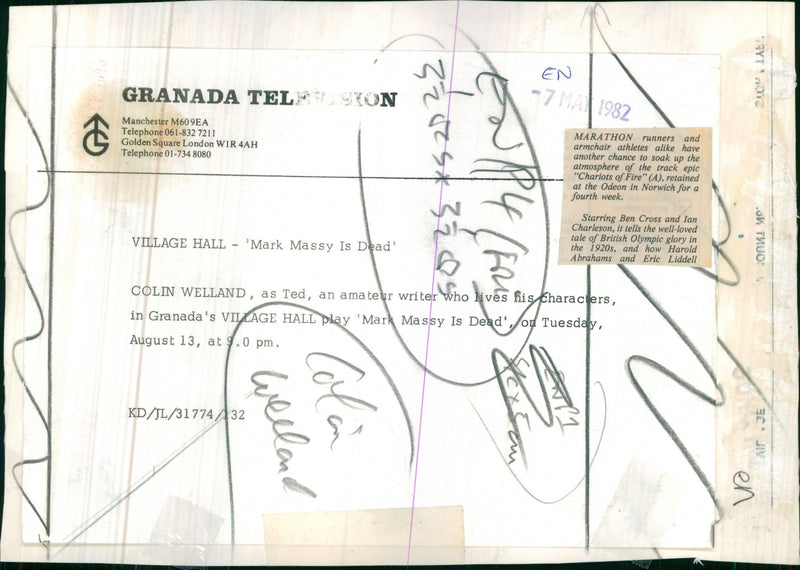 GRANADA TELEVISION
Manchester M60 9EA
Telephone 061-832 7211
Golden Square London W1R 4AH
Telephone 01-734 8080
EN
-7 MAY 1982
MARATHON runners and
armchair athletes alike have
another chance to soak up the
atmosphere of the track epic
"Chariots of Fire" (A), retained
at the Odeon in Norwich for a
fourth week.
Starring Ben Cross and Ian
Charleson, it tells the well-loved
tale of British Olympic glory in
the 1920s, and how Harold
Abrahams and Eric Liddell
VILLAGE HALL - 'Mark Massy Is Dead'
COLIN WELLAND, as Ted, an amateur writer who lives his characters,
in Granada's VILLAGE HALL play 'Mark Massy Is Dead', on Tuesday,
August 13, at 9.0 pm.
KD/JL/31774/132
Colin
Welland